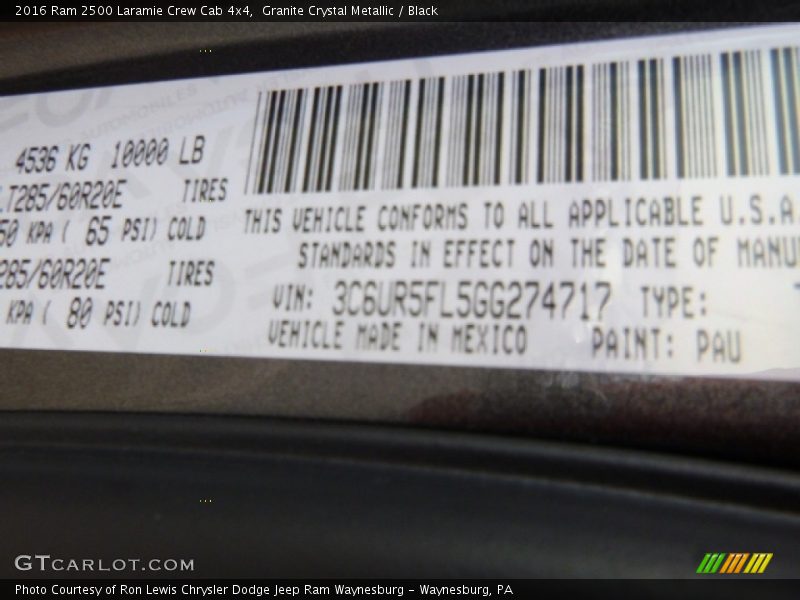 2016 Ram 2500 Laramie Crew Cab 4x4,  Granite Crystal Metallic / Black
4536 KG 10000 LB
LT285/60R20E TIRES
50 KPA ( 65 PSI) COLD
285/60R20E TIRES
KPA ( 80 PSI) COLD
THIS VEHICLE CONFORMS TO ALL APPLICABLE U.S.A.
STANDARDS IN EFFECT ON THE DATE OF MANU
VIN: 3C6UR5FL5GG274717 TYPE:
VEHICLE MADE IN MEXICO PAINT: PAU
GTCARLOT.COM
Photo Courtesy of Ron Lewis Chrysler Dodge Jeep Ram Waynesburg - Waynesburg, PA